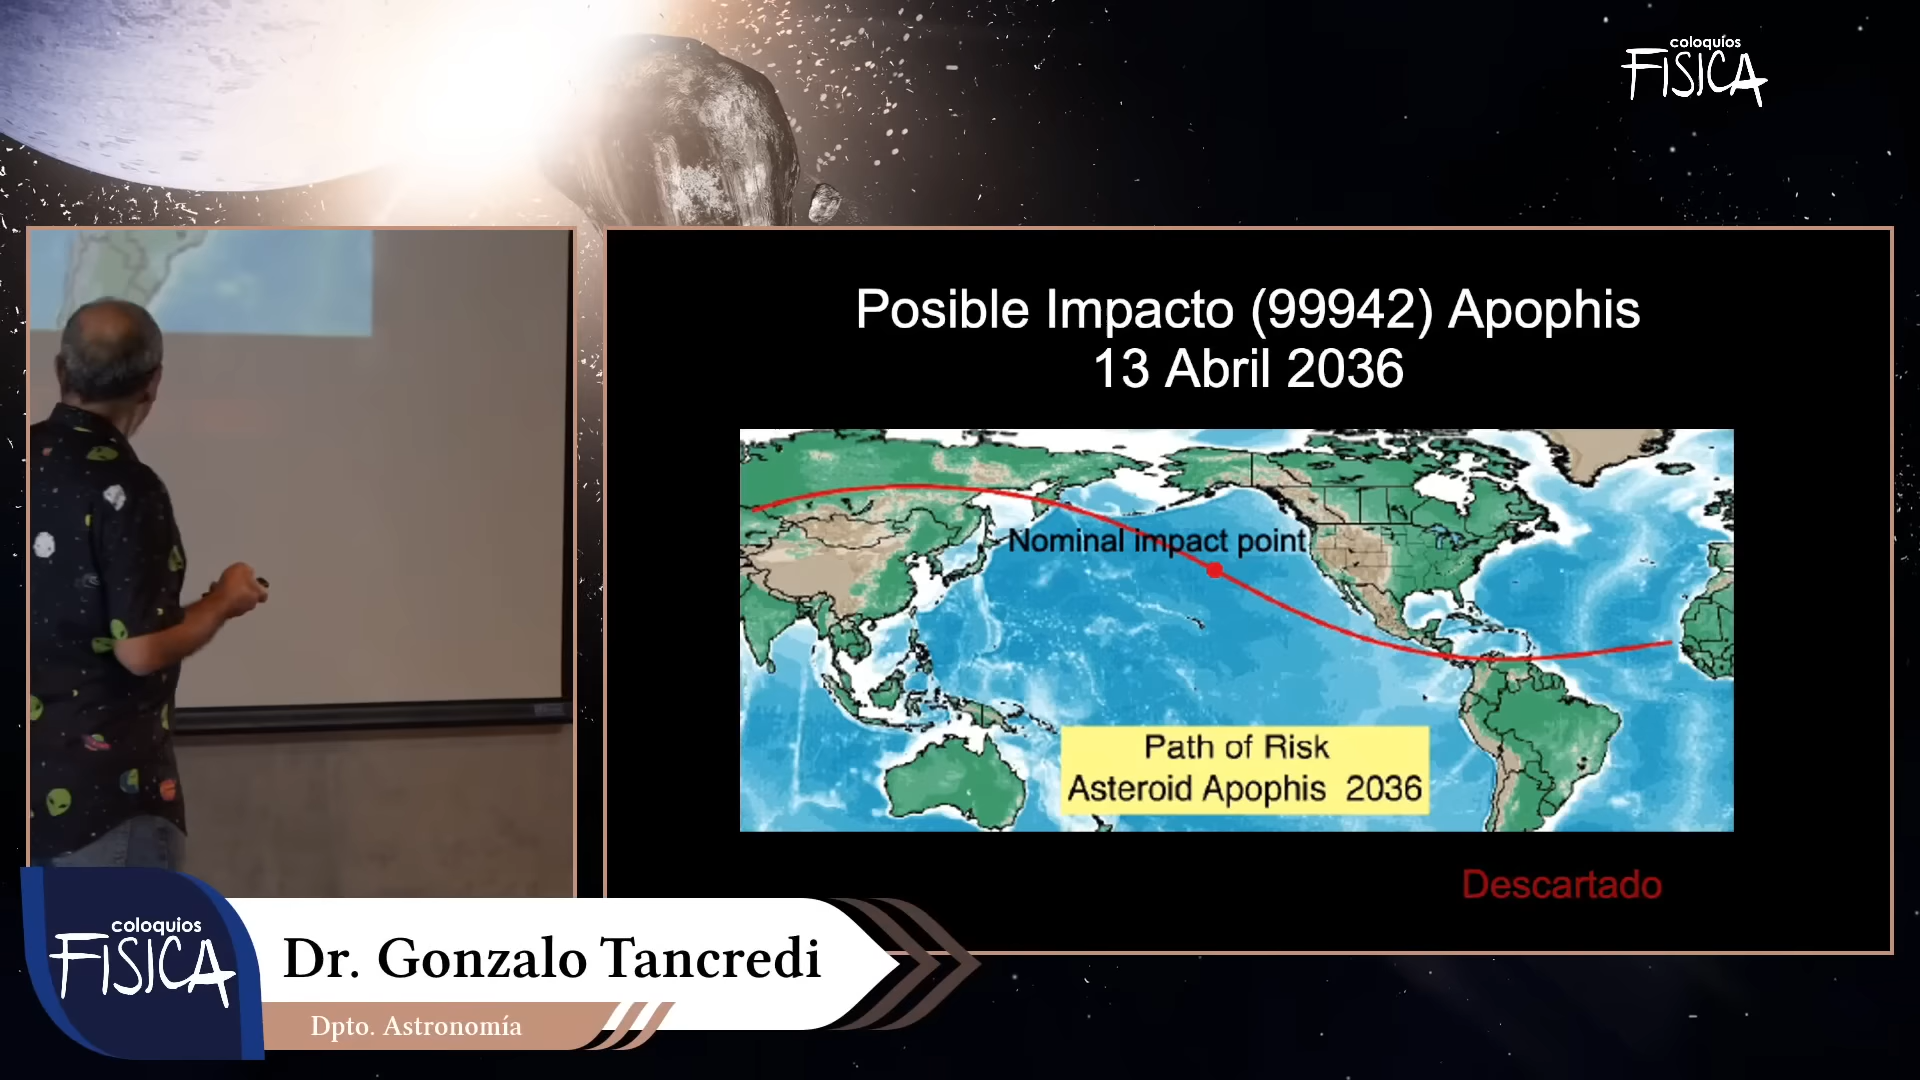 coloquios
FISICA
Posible Impacto (99942) Apophis
13 Abril 2036
Nominal impact point
Path of Risk
Asteroid Apophis 2036
Descartado
coloquios
FISICA
Dr. Gonzalo Tancredi
Dpto. Astronomía